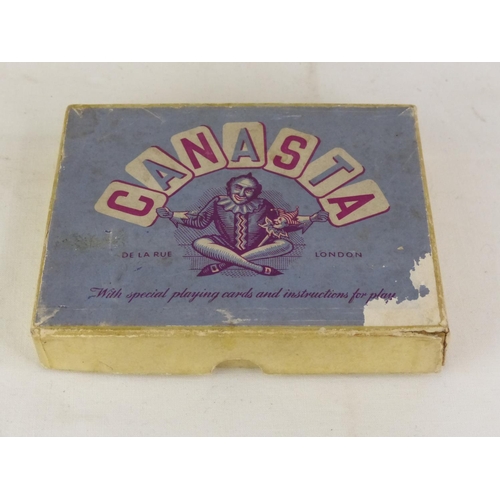 CANASTA
DE LA RUE LONDON
With special playing cards and instructions for play